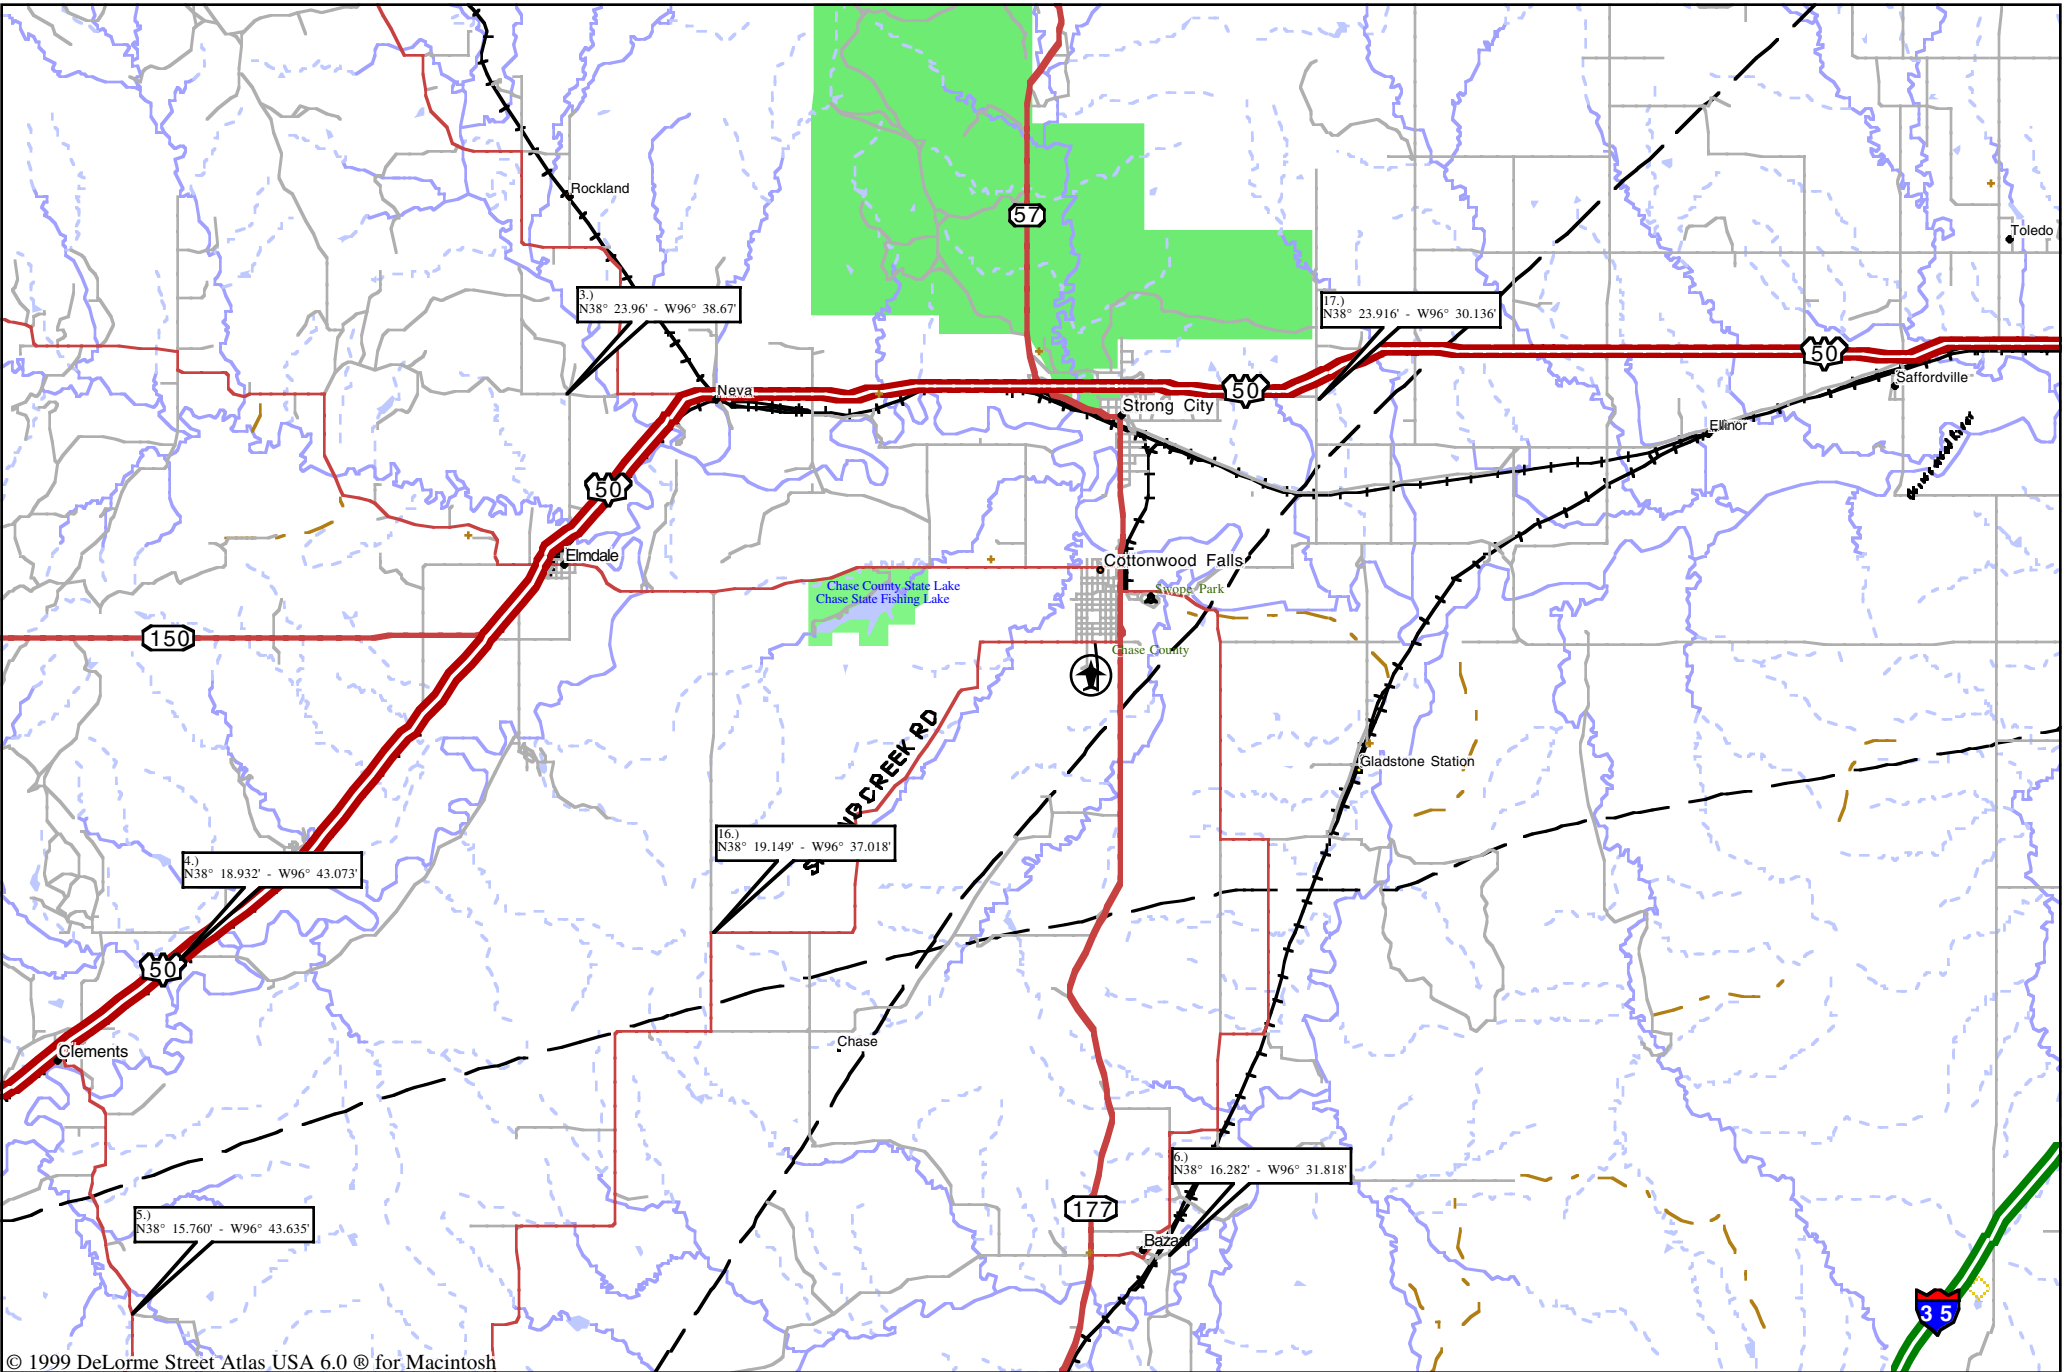 Rockland
57
Toledo
3.)
N38° 23.96' - W96° 38.67'
17.)
N38° 23.916' - W96° 30.136'
50
Saffordville
Neva
50
Strong City
Ellinor
50
Elmdale
Cottonwood Falls
Chase County State Lake
Chase State Fishing Lake
Swope Park
150
Chase County
CREEK RD
Gladstone Station
16.)
N38° 19.149' - W96° 37.018'
4.)
N38° 18.932' - W96° 43.073'
50
Clements
Chase
6.)
N38° 16.282' - W96° 31.818'
177
5.)
N38° 15.760' - W96° 43.635'
Bazaar
35
© 1999 DeLorme Street Atlas USA 6.0 ® for Macintosh